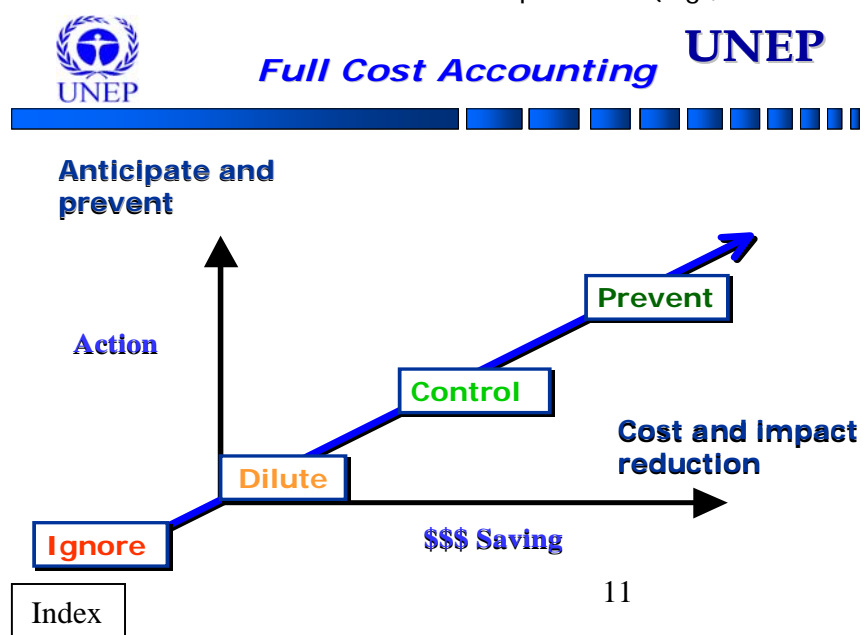 UNEP
Full Cost Accounting
UNEP
Anticipate and
prevent
Action
Prevent
Control
Cost and impact
reduction
Dilute
Ignore
$$$ Saving
11
Index